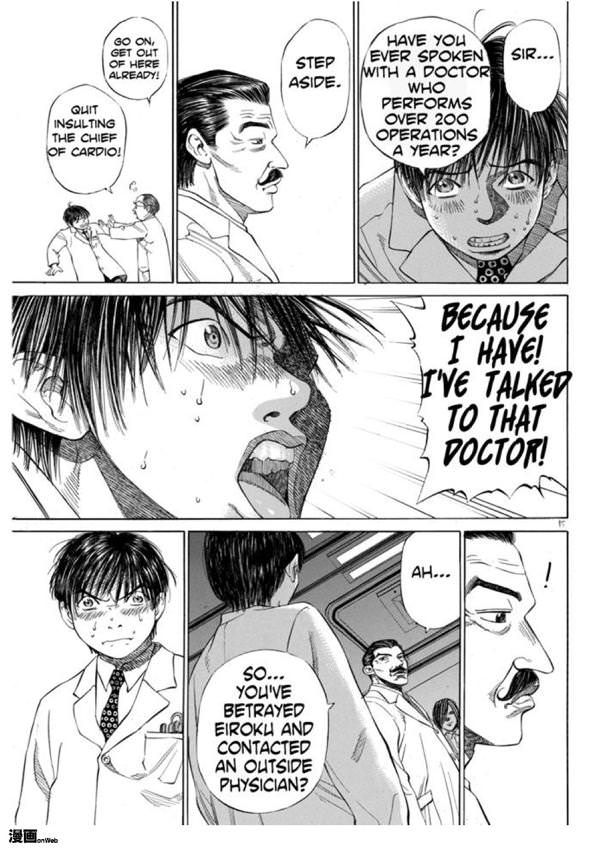 SIR...
HAVE YOU
EVER SPOKEN
WITH A DOCTOR
WHO
PERFORMS
OVER 200
OPERATIONS
A YEAR?
STEP
ASIDE.
GO ON,
GET OUT
OF HERE
ALREADY!
QUIT
INSULTING
THE CHIEF
OF CARDIO!
BECAUSE
I HAVE!
I'VE TALKED
TO THAT
DOCTOR!
15
!
AH...
SO...
YOU'VE
BETRAYED
EIROKU AND
CONTACTED
AN OUTSIDE
PHYSICIAN?
漫画onWeb